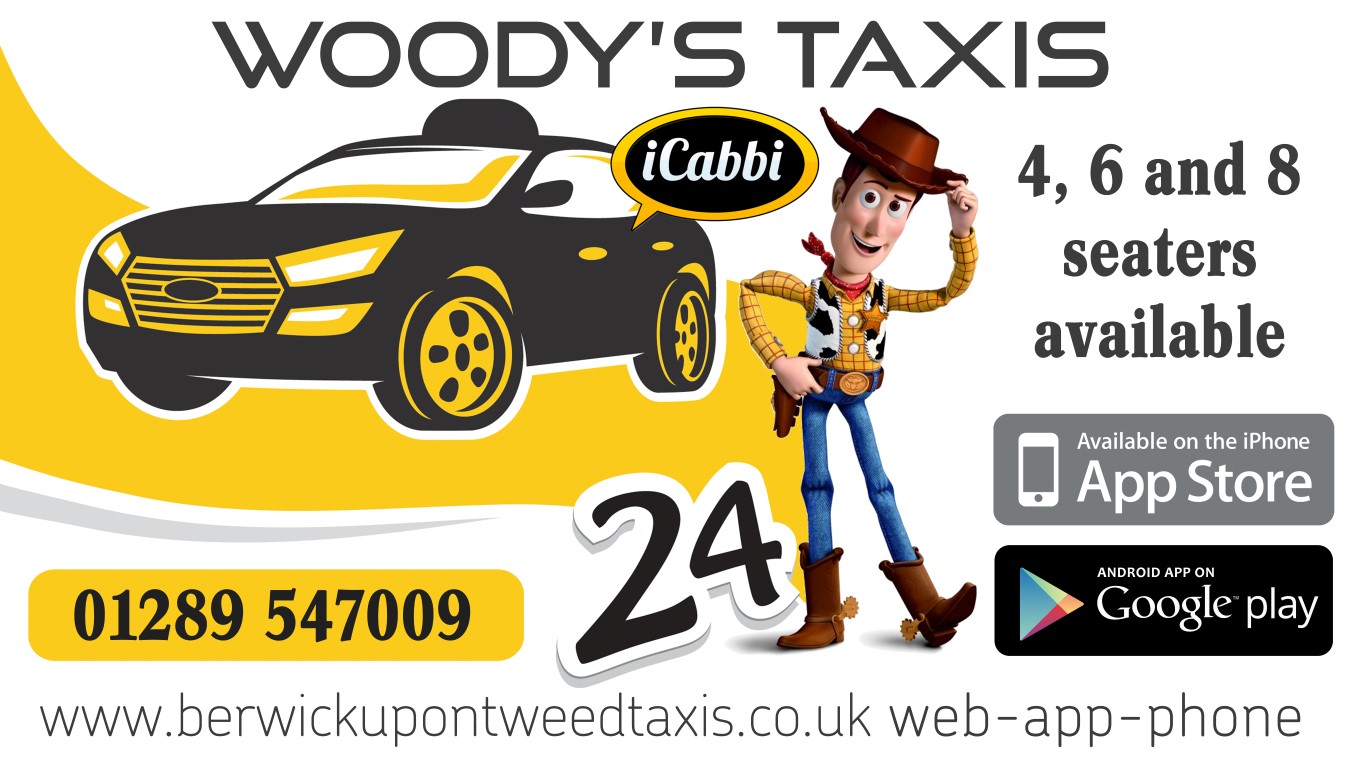 WOODY'S TAXIS
iCabbi
4, 6 and 8
seaters
available
Available on the iPhone
App Store
24
ANDROID APP ON
Google™ play
01289 547009
www.berwickupontweedtaxis.co.uk web-app-phone